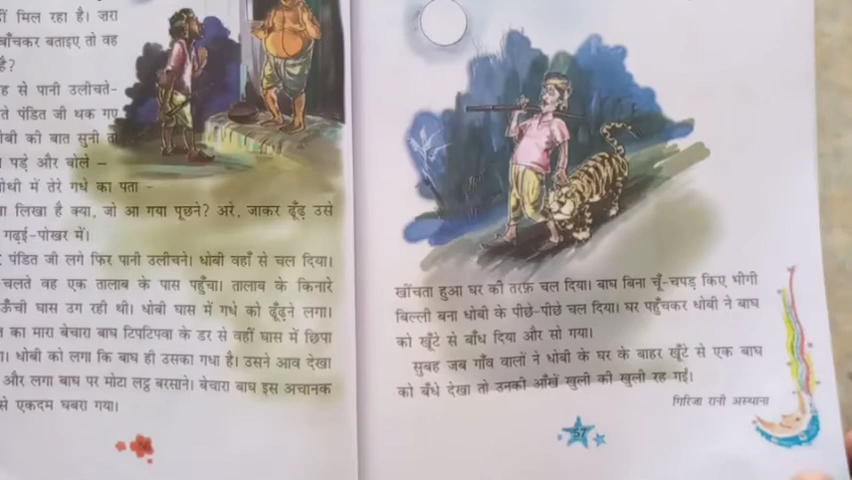 मिल रहा है। ज़रा
बाँचकर बताइए तो वह
है?
से पानी उलीचते-
पंडित जी थक गए
की बात सुनी तो
पड़े और बोले –
में तेरे गधे का पता -
लिखा है क्या, जो आ गया पूछने? अरे, जाकर ढूँढ़ उसे
गढ़ई-पोखर में।
पंडित जी लगे फिर पानी उलीचने। धोबी वहाँ से चल दिया।
चलते वह एक तालाब के पास पहुँचा। तालाब के किनारे
ऊँची घास उग रही थी। धोबी घास में गधे को ढूँढ़ने लगा।
का मारा बेचारा बाघ टिपटिपवा के डर से वहीं घास में छिपा
धोबी को लगा कि बाघ ही उसका गधा है। उसने आव देखा
और लगा बाघ पर मोटा लट्ठ बरसाने। बेचारा बाघ इस अचानक
से एकदम घबरा गया।
खींचता हुआ घर की तरफ़ चल दिया। बाघ बिना चूँ-चपड़ किए भीगी
बिल्ली बना धोबी के पीछे-पीछे चल दिया। घर पहुँचकर धोबी ने बाघ
को खूँटे से बाँध दिया और सो गया।
सुबह जब गाँव वालों ने धोबी के घर के बाहर खूँटे से एक बाघ
को बँधे देखा तो उनकी आँखें खुली की खुली रह गईं।
गिरिजा रानी अस्थाना
57